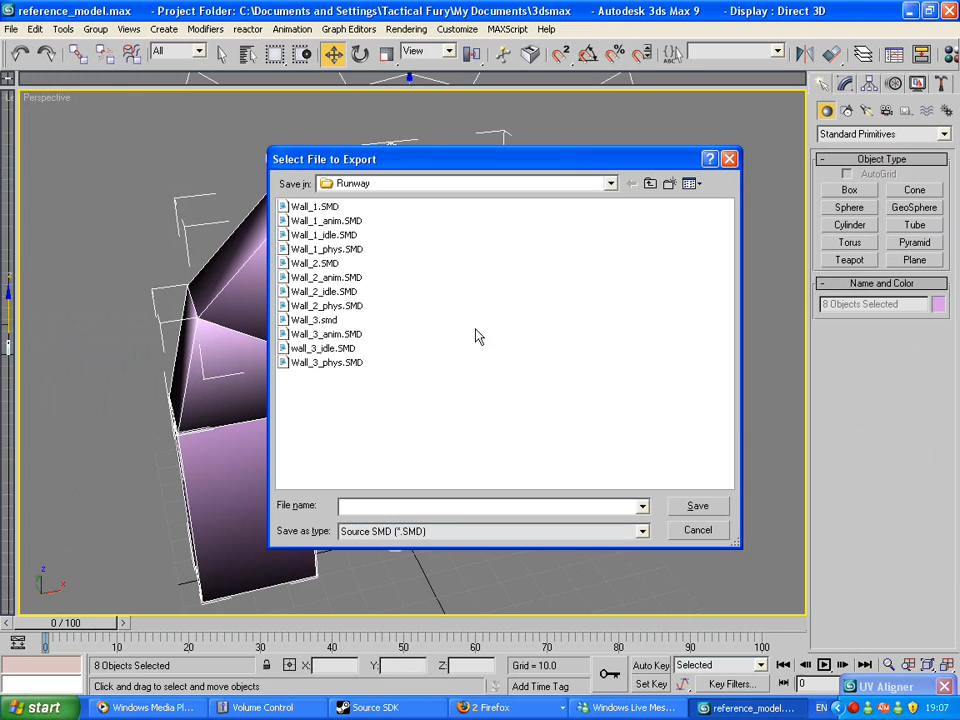 reference_model.max - Project Folder: C:\Documents and Settings\Tactical Fury\My Documents\3dsmax - Autodesk 3ds Max 9 - Display : Direct 3D
File Edit Tools Group Views Create Modifiers reactor Animation Graph Editors Rendering Customize MAXScript Help
All View
Perspective
Standard Primitives
Object Type
AutoGrid
Box Cone
Sphere GeoSphere
Cylinder Tube
Torus Pyramid
Teapot Plane
Name and Color
8 Objects Selected
Select File to Export
Save in: Runway
Wall_1.SMD
Wall_1_anim.SMD
Wall_1_idle.SMD
Wall_1_phys.SMD
Wall_2.SMD
Wall_2_anim.SMD
Wall_2_idle.SMD
Wall_2_phys.SMD
Wall_3.smd
Wall_3_anim.SMD
wall_3_idle.SMD
Wall_3_phys.SMD
File name: Save
Save as type: Source SMD (*.SMD) Cancel
z
x
0 / 100
0 10 20 30 40 50 60 70 80 90 100
8 Objects Selected X: Y: Z: Grid = 10.0 Auto Key Selected
Click and drag to select and move objects Add Time Tag Set Key Key Filters... 0
UV Aligner
start Windows Media Pl... Volume Control Source SDK 2 Firefox Windows Live Mess... reference_model.... EN 19:07